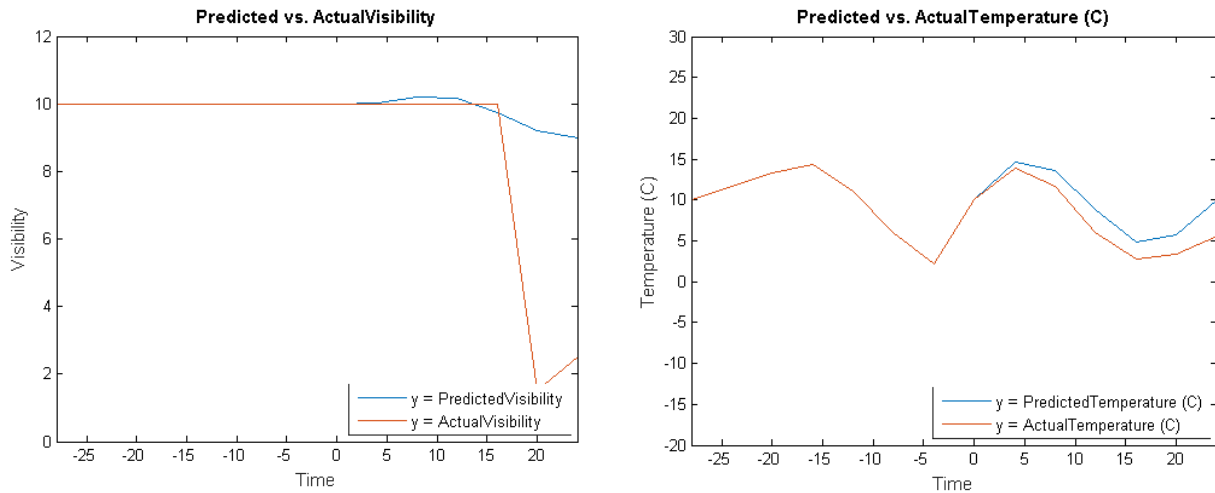 Predicted vs. ActualVisibility
12
10
8
6
4
2
0
Visibility
-25 -20 -15 -10 -5 0 5 10 15 20
Time
y = PredictedVisibility
y = ActualVisibility
Predicted vs. ActualTemperature (C)
30
25
20
15
10
5
0
-5
-10
-15
-20
Temperature (C)
-25 -20 -15 -10 -5 0 5 10 15 20
Time
y = PredictedTemperature (C)
y = ActualTemperature (C)